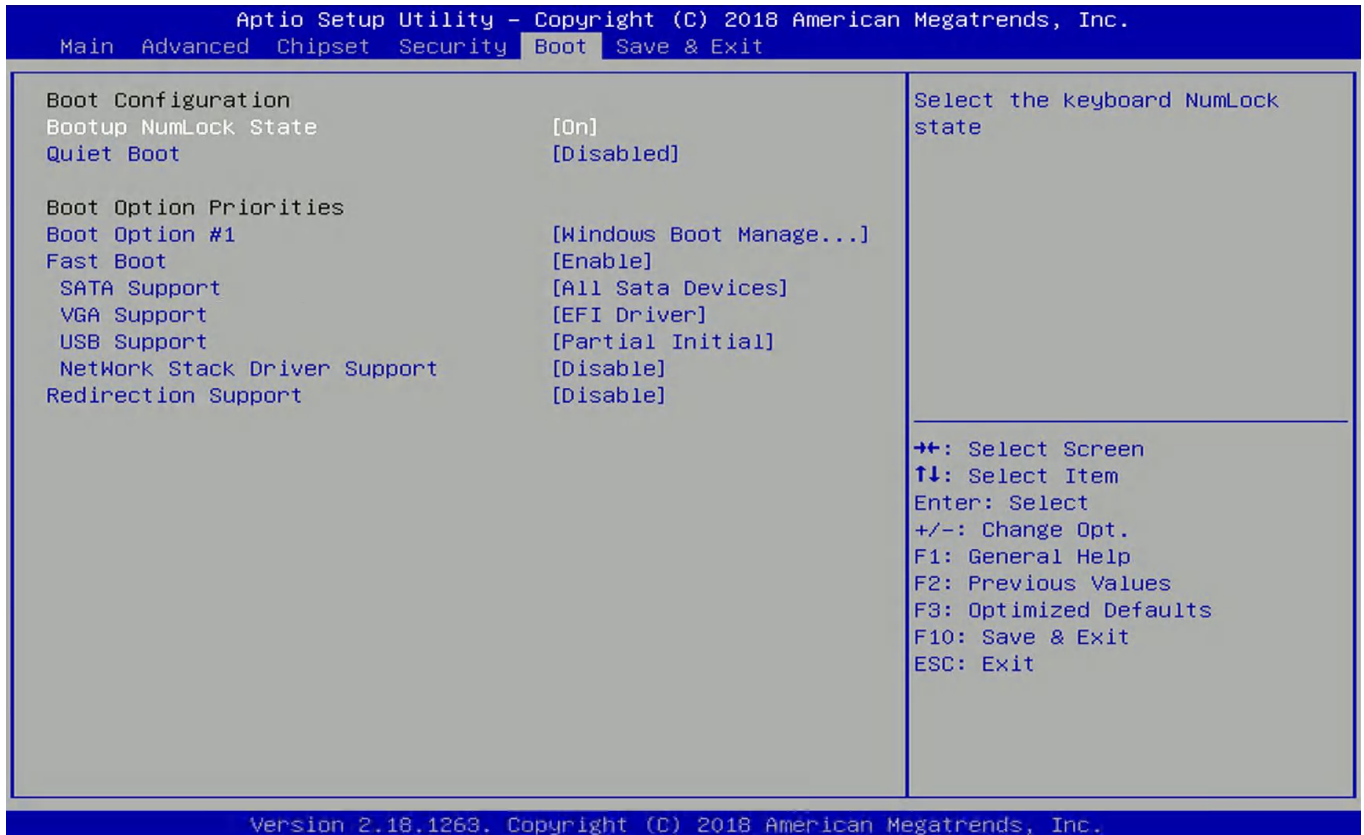 Aptio Setup Utility – Copyright (C) 2018 American Megatrends, Inc.
Main Advanced Chipset Security Boot Save & Exit
Boot Configuration
Bootup NumLock State [On]
Quiet Boot [Disabled]
Boot Option Priorities
Boot Option #1 [Windows Boot Manage...]
Fast Boot [Enable]
SATA Support [All Sata Devices]
VGA Support [EFI Driver]
USB Support [Partial Initial]
NetWork Stack Driver Support [Disable]
Redirection Support [Disable]
Select the keyboard NumLock
state
→←: Select Screen
↑↓: Select Item
Enter: Select
+/-: Change Opt.
F1: General Help
F2: Previous Values
F3: Optimized Defaults
F10: Save & Exit
ESC: Exit
Version 2.18.1263. Copyright (C) 2018 American Megatrends, Inc.